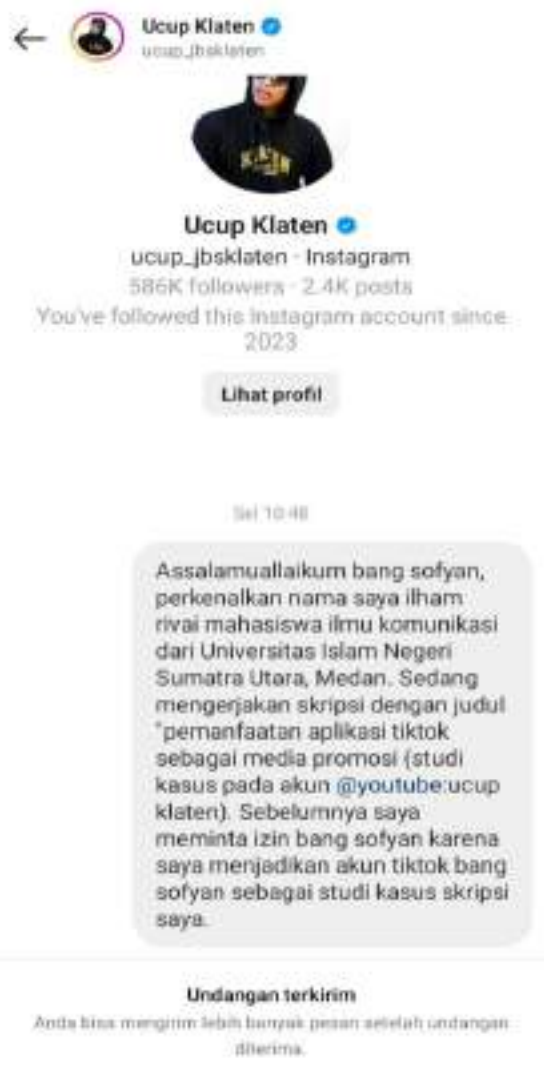 Ucup Klaten
ucup_jbsklaten
Ucup Klaten
ucup_jbsklaten · Instagram
586K followers · 2.4K posts
You've followed this Instagram account since
2023
Lihat profil
Sel 10:48
Assalamuallaikum bang sofyan,
perkenalkan nama saya ilham
rivai mahasiswa ilmu komunikasi
dari Universitas Islam Negeri
Sumatra Utara, Medan. Sedang
mengerjakan skripsi dengan judul
"pemanfaatan aplikasi tiktok
sebagai media promosi (studi
kasus pada akun @youtube:ucup
klaten). Sebelumnya saya
meminta izin bang sofyan karena
saya menjadikan akun tiktok bang
sofyan sebagai studi kasus skripsi
saya.
Undangan terkirim
Anda bisa mengirim lebih banyak pesan setelah undangan
diterima.